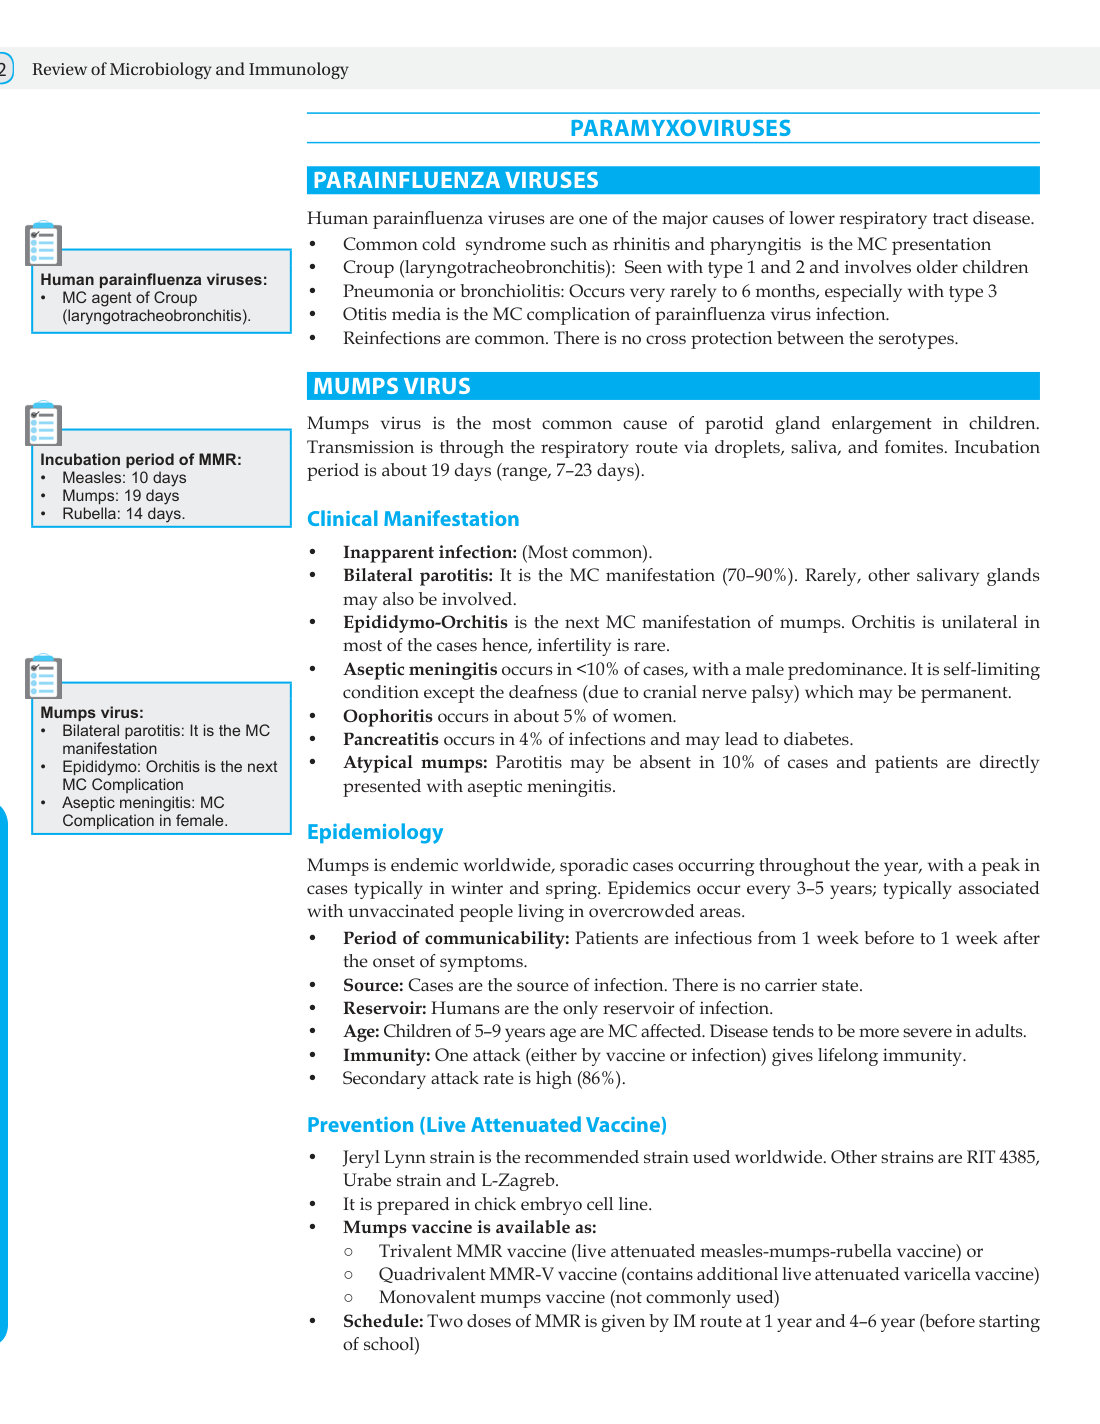 2 Review of Microbiology and Immunology
PARAMYXOVIRUSES
PARAINFLUENZA VIRUSES
Human parainfluenza viruses are one of the major causes of lower respiratory tract disease.
• Common cold syndrome such as rhinitis and pharyngitis is the MC presentation
• Croup (laryngotracheobronchitis): Seen with type 1 and 2 and involves older children
• Pneumonia or bronchiolitis: Occurs very rarely to 6 months, especially with type 3
• Otitis media is the MC complication of parainfluenza virus infection.
• Reinfections are common. There is no cross protection between the serotypes.
Human parainfluenza viruses:
• MC agent of Croup
(laryngotracheobronchitis).
MUMPS VIRUS
Mumps virus is the most common cause of parotid gland enlargement in children.
Transmission is through the respiratory route via droplets, saliva, and fomites. Incubation
period is about 19 days (range, 7–23 days).
Incubation period of MMR:
• Measles: 10 days
• Mumps: 19 days
• Rubella: 14 days.
Clinical Manifestation
• Inapparent infection: (Most common).
• Bilateral parotitis: It is the MC manifestation (70–90%). Rarely, other salivary glands
may also be involved.
• Epididymo-Orchitis is the next MC manifestation of mumps. Orchitis is unilateral in
most of the cases hence, infertility is rare.
• Aseptic meningitis occurs in <10% of cases, with a male predominance. It is self-limiting
condition except the deafness (due to cranial nerve palsy) which may be permanent.
• Oophoritis occurs in about 5% of women.
• Pancreatitis occurs in 4% of infections and may lead to diabetes.
• Atypical mumps: Parotitis may be absent in 10% of cases and patients are directly
presented with aseptic meningitis.
Mumps virus:
• Bilateral parotitis: It is the MC
manifestation
• Epididymo: Orchitis is the next
MC Complication
• Aseptic meningitis: MC
Complication in female.
Epidemiology
Mumps is endemic worldwide, sporadic cases occurring throughout the year, with a peak in
cases typically in winter and spring. Epidemics occur every 3–5 years; typically associated
with unvaccinated people living in overcrowded areas.
• Period of communicability: Patients are infectious from 1 week before to 1 week after
the onset of symptoms.
• Source: Cases are the source of infection. There is no carrier state.
• Reservoir: Humans are the only reservoir of infection.
• Age: Children of 5–9 years age are MC affected. Disease tends to be more severe in adults.
• Immunity: One attack (either by vaccine or infection) gives lifelong immunity.
• Secondary attack rate is high (86%).
Prevention (Live Attenuated Vaccine)
• Jeryl Lynn strain is the recommended strain used worldwide. Other strains are RIT 4385,
Urabe strain and L-Zagreb.
• It is prepared in chick embryo cell line.
• Mumps vaccine is available as:
○ Trivalent MMR vaccine (live attenuated measles-mumps-rubella vaccine) or
○ Quadrivalent MMR-V vaccine (contains additional live attenuated varicella vaccine)
○ Monovalent mumps vaccine (not commonly used)
• Schedule: Two doses of MMR is given by IM route at 1 year and 4–6 year (before starting
of school)